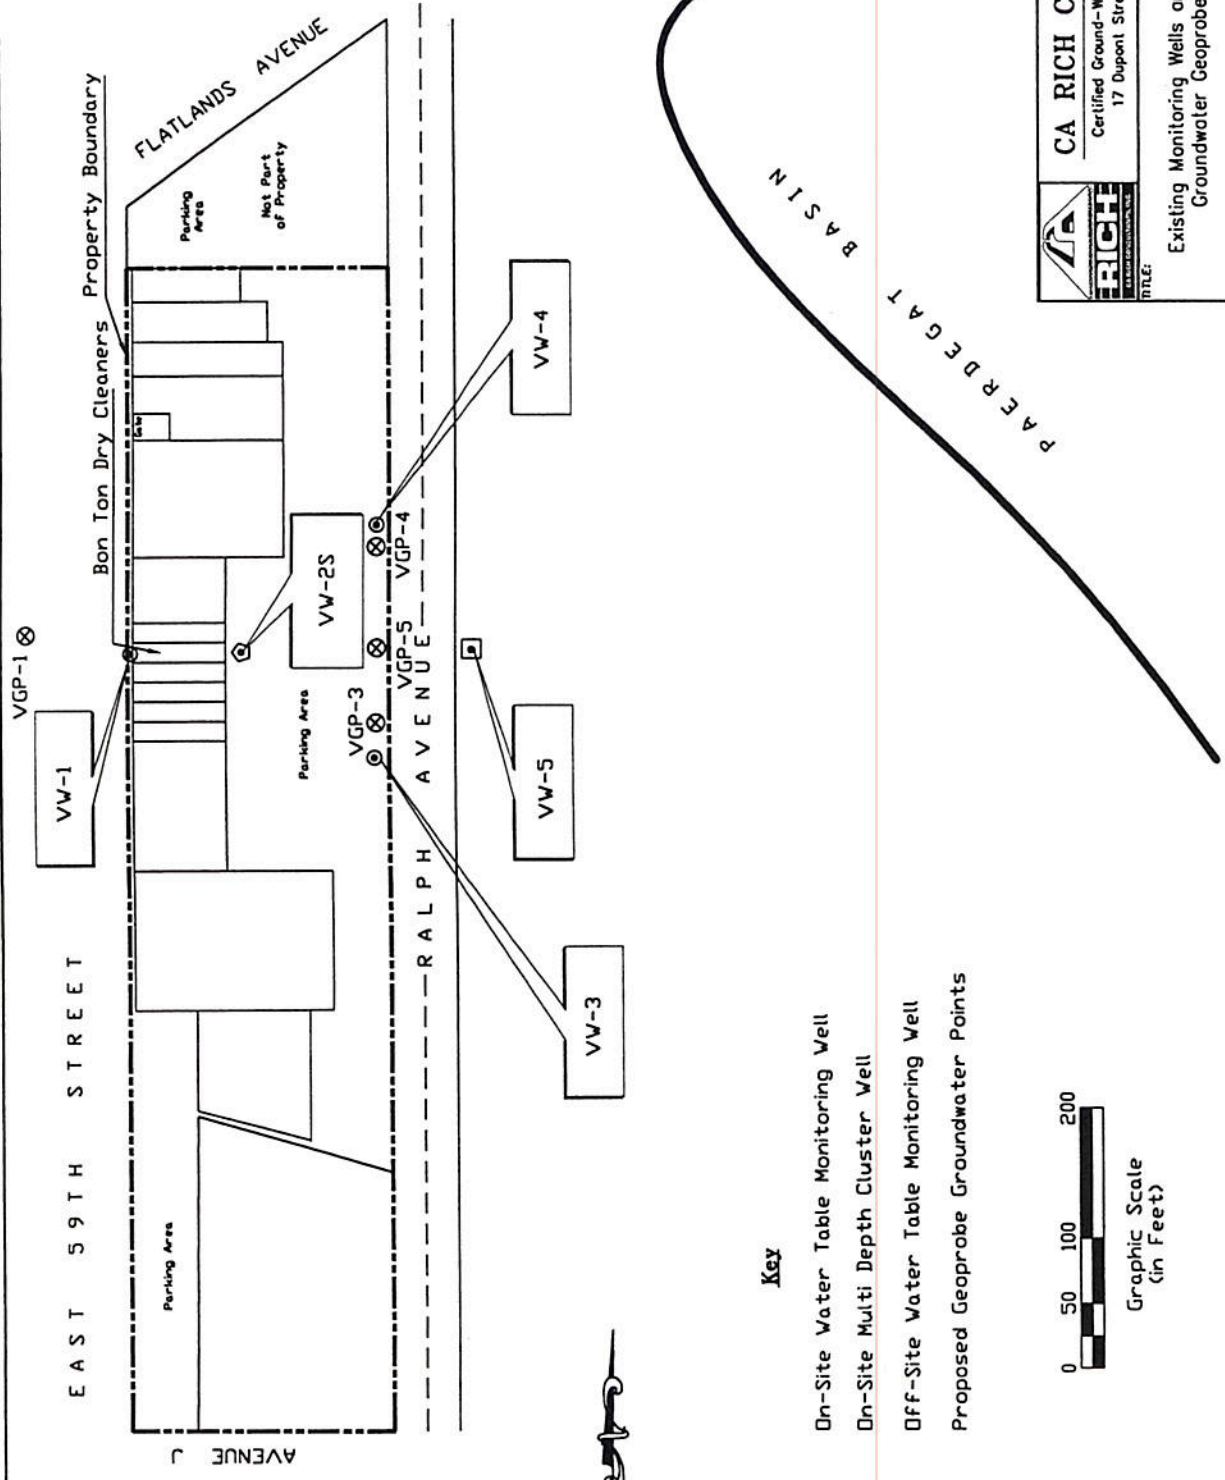 FLATLANDS AVENUE
Property Boundary
Parking
Area
Not Part
of Property
Bon Ton Dry Cleaners
VGP-1
VW-1
VW-2S
VW-4
VGP-4
VGP-5
VGP-3
Parking Area
VW-5
VW-3
RALPH AVENUE
EAST 59TH STREET
Parking Area
AVENUE J
PAERDEGAT BASIN
Key
On-Site Water Table Monitoring Well
On-Site Multi Depth Cluster Well
Off-Site Water Table Monitoring Well
Proposed Geoprobe Groundwater Points
0 50 100 200
Graphic Scale
(in Feet)
RICH
CA RICH C
Certified Ground-W
17 Dupont Stre
TITLE:
Existing Monitoring Wells a
Groundwater Geoprobe